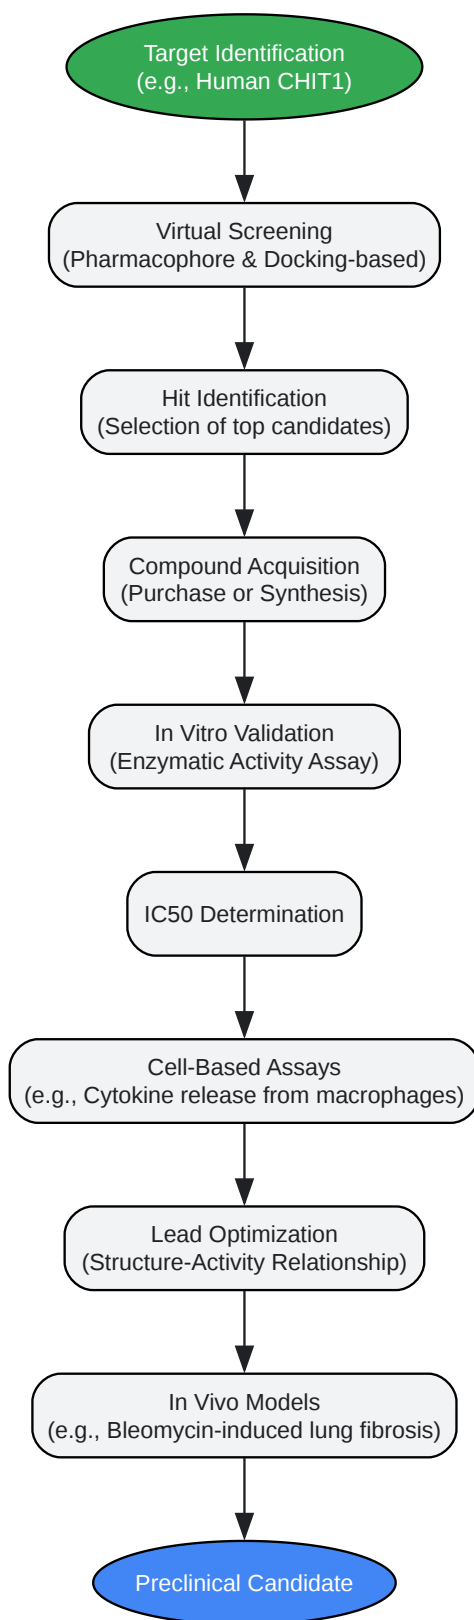 Target Identification
(e.g., Human CHIT1)
Virtual Screening
(Pharmacophore & Docking-based)
Hit Identification
(Selection of top candidates)
Compound Acquisition
(Purchase or Synthesis)
In Vitro Validation
(Enzymatic Activity Assay)
IC50 Determination
Cell-Based Assays
(e.g., Cytokine release from macrophages)
Lead Optimization
(Structure-Activity Relationship)
In Vivo Models
(e.g., Bleomycin-induced lung fibrosis)
Preclinical Candidate